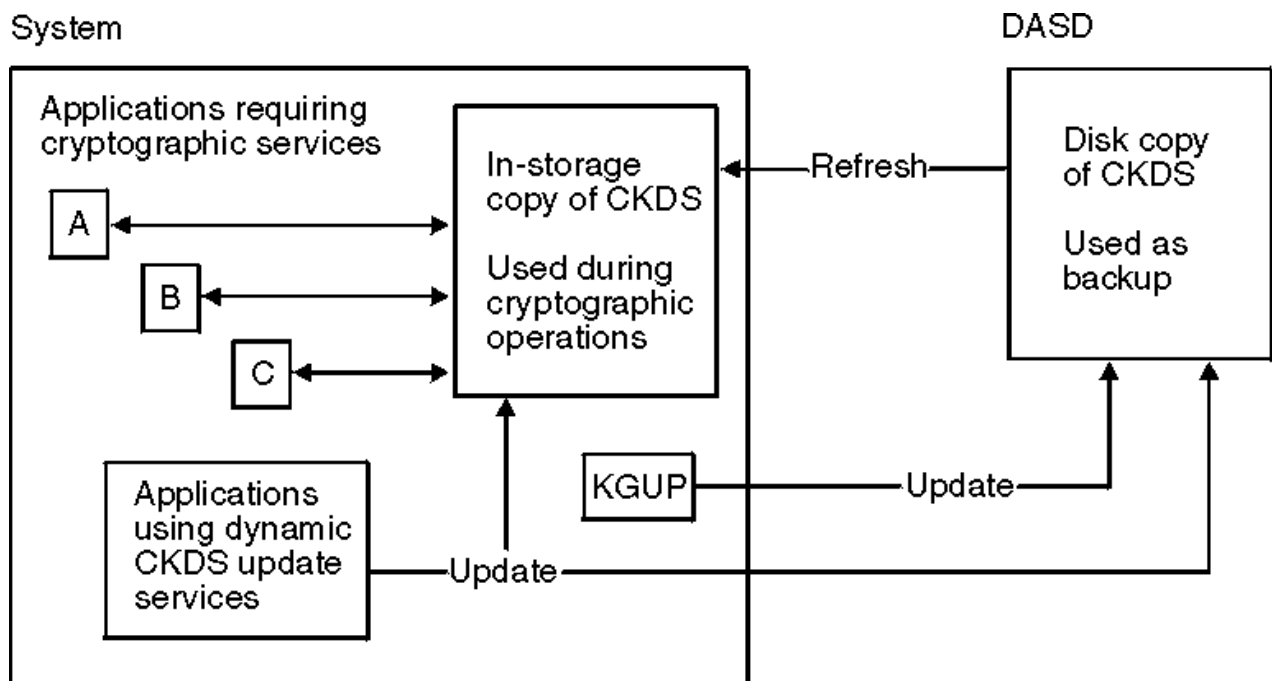 System
DASD
Applications requiring
cryptographic services
A
B
C
In-storage
copy of CKDS
Used during
cryptographic
operations
Refresh
Disk copy
of CKDS
Used as
backup
KGUP
Update
Applications
using dynamic
CKDS update
services
Update